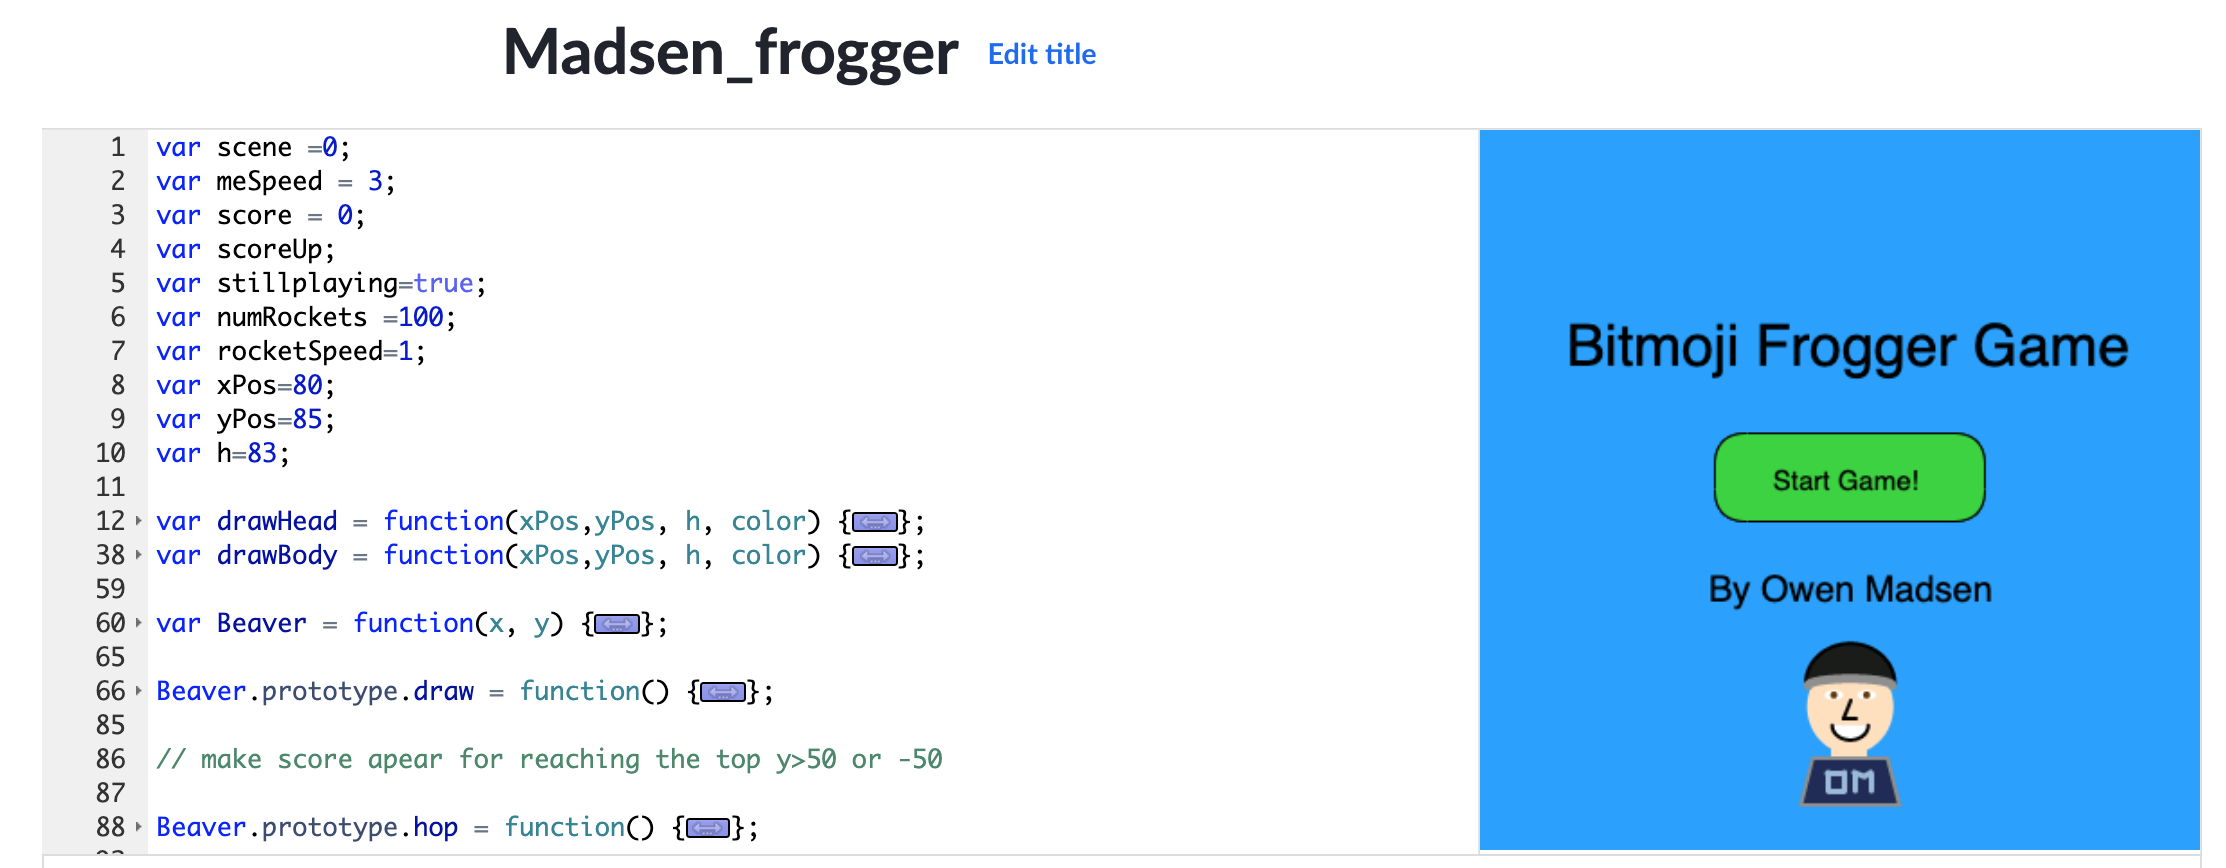 Madsen_frogger Edit title
1 var scene =0;
2 var meSpeed = 3;
3 var score = 0;
4 var scoreUp;
5 var stillplaying=true;
6 var numRockets =100;
7 var rocketSpeed=1;
8 var xPos=80;
9 var yPos=85;
10 var h=83;
11
12 var drawHead = function(xPos,yPos, h, color) {};
38 var drawBody = function(xPos,yPos, h, color) {};
59
60 var Beaver = function(x, y) {};
65
66 Beaver.prototype.draw = function() {};
85
86 // make score apear for reaching the top y>50 or -50
87
88 Beaver.prototype.hop = function() {};
Bitmoji Frogger Game
Start Game!
By Owen Madsen
OM